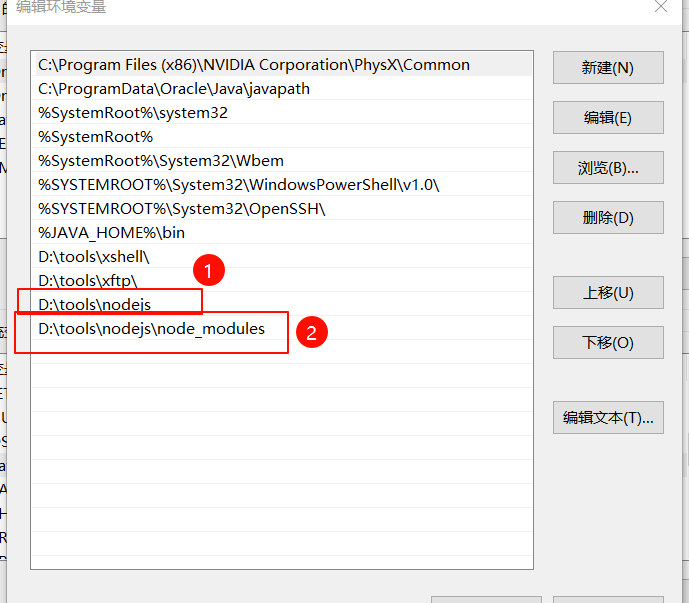 编辑环境变量
C:\Program Files (x86)\NVIDIA Corporation\PhysX\Common
C:\ProgramData\Oracle\Java\javapath
%SystemRoot%\system32
%SystemRoot%
%SystemRoot%\System32\Wbem
%SYSTEMROOT%\System32\WindowsPowerShell\v1.0\
%SYSTEMROOT%\System32\OpenSSH\
%JAVA_HOME%\bin
D:\tools\xshell\
D:\tools\xftp\
1
D:\tools\nodejs
D:\tools\nodejs\node_modules
2
新建(N)
编辑(E)
浏览(B)...
删除(D)
上移(U)
下移(O)
编辑文本(T)...